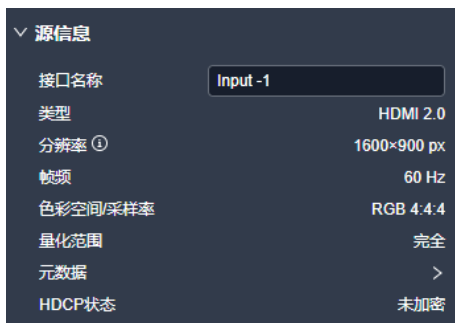 源信息
接口名称 Input -1
类型 HDMI 2.0
分辨率 1600×900 px
帧频 60 Hz
色彩空间/采样率 RGB 4:4:4
量化范围 完全
元数据 >
HDCP状态 未加密